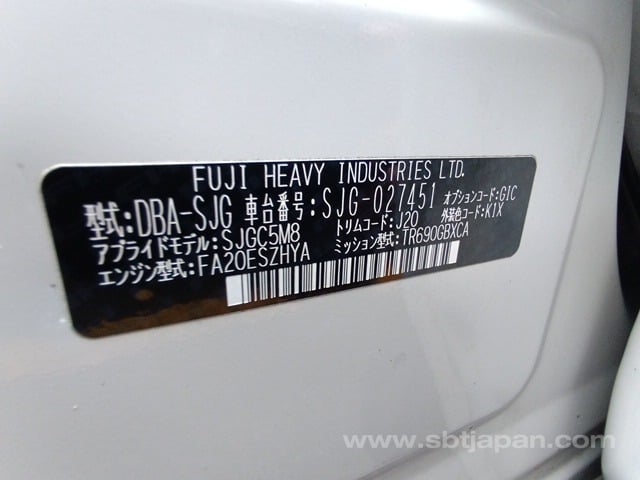 FUJI HEAVY INDUSTRIES LTD.
型式:DBA-SJG 車台番号:SJG-027451 オプションコード:GIC
アプライドモデル:SJGC5M8 トリムコード:J20 外装色コード:K1X
エンジン型式:FA20ESZHYA ミッション型式:TR690GBXCA
www.sbtjapan.com